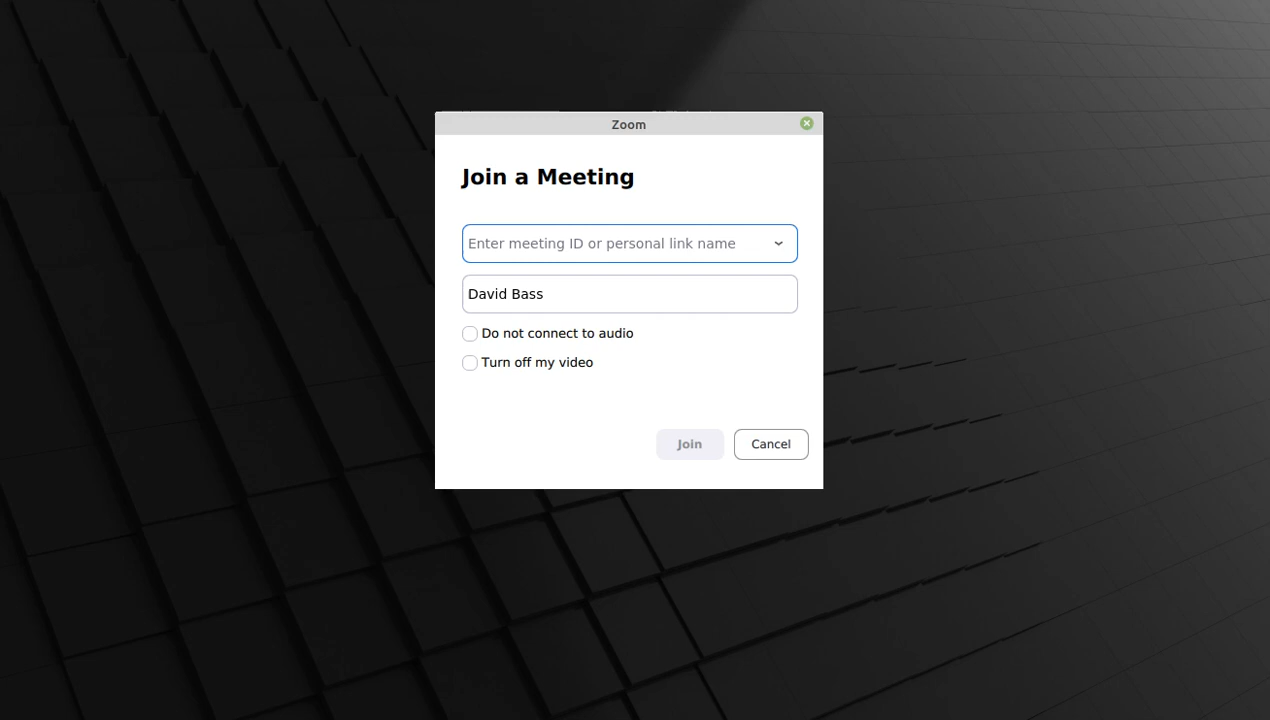 Zoom
Join a Meeting
Enter meeting ID or personal link name
David Bass
Do not connect to audio
Turn off my video
Join
Cancel